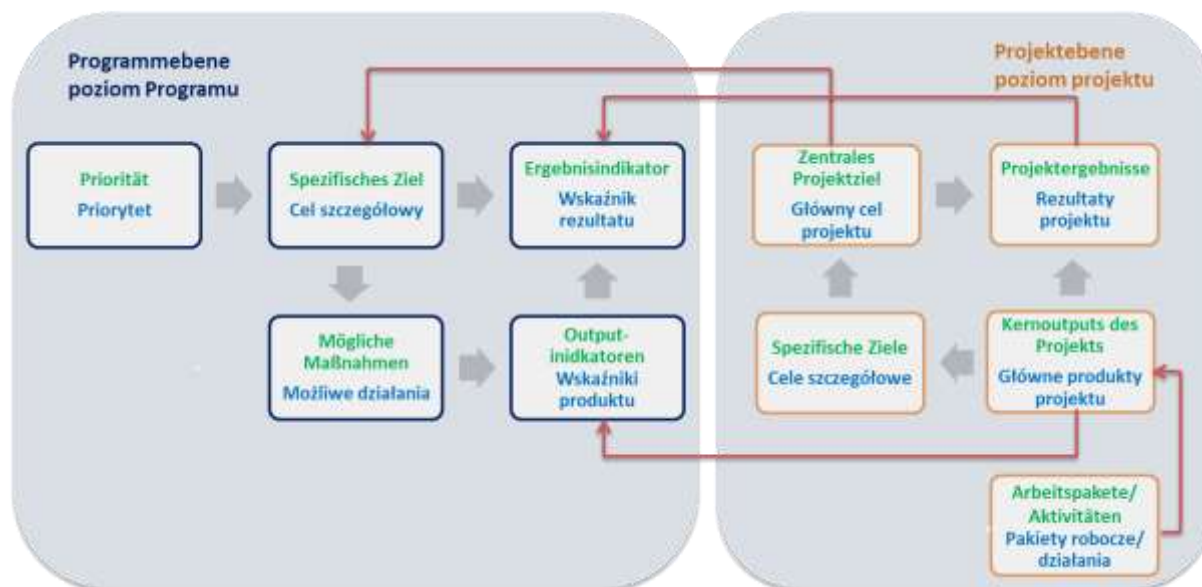 Programmebene
poziom Programu
Projektebene
poziom projektu
Priorität
Priorytet
Spezifisches Ziel
Cel szczegółowy
Ergebnisindikator
Wskaźnik
rezultatu
Zentrales
Projektziel
Główny cel
projektu
Projektergebnisse
Rezultaty
projektu
Mögliche
Maßnahmen
Możliwe działania
Output-
inidkatoren
Wskaźniki
produktu
Spezifische Ziele
Cele szczegółowe
Kernoutputs des
Projekts
Główne produkty
projektu
Arbeitspakete/
Aktivitäten
Pakiety robocze/
działania